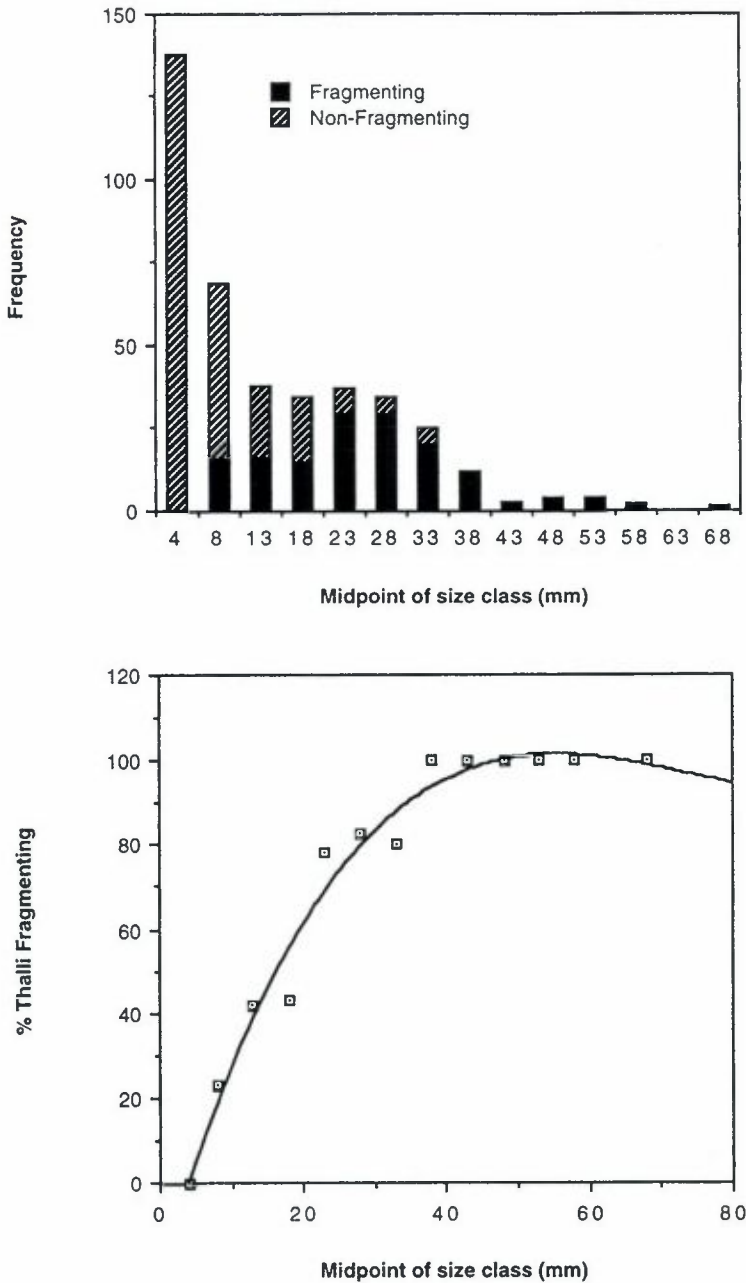 150
100
50
0
Frequency
Fragmenting
Non-Fragmenting
4 8 13 18 23 28 33 38 43 48 53 58 63 68
Midpoint of size class (mm)
120
100
80
60
40
20
0
% Thalli Fragmenting
0 20 40 60 80
Midpoint of size class (mm)